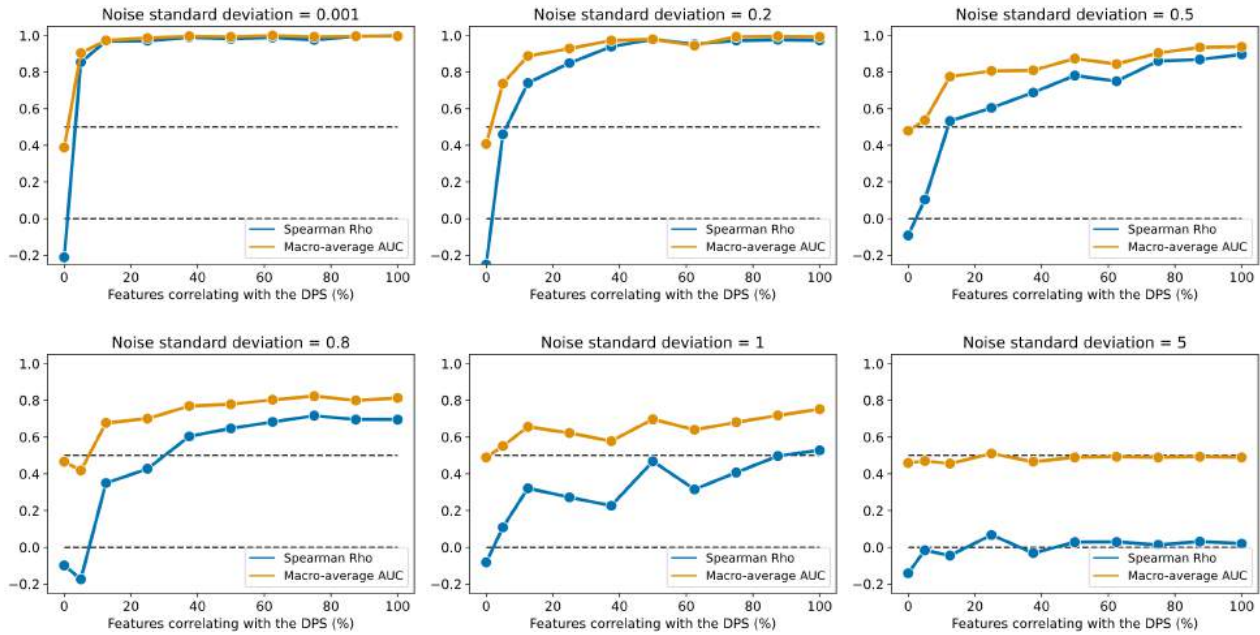 Noise standard deviation = 0.001
1.0
0.8
0.6
0.4
0.2
0.0
−0.2
Spearman Rho
Macro-average AUC
0 20 40 60 80 100
Features correlating with the DPS (%)
Noise standard deviation = 0.2
1.0
0.8
0.6
0.4
0.2
0.0
−0.2
Spearman Rho
Macro-average AUC
0 20 40 60 80 100
Features correlating with the DPS (%)
Noise standard deviation = 0.5
1.0
0.8
0.6
0.4
0.2
0.0
−0.2
Spearman Rho
Macro-average AUC
0 20 40 60 80 100
Features correlating with the DPS (%)
Noise standard deviation = 0.8
1.0
0.8
0.6
0.4
0.2
0.0
−0.2
Spearman Rho
Macro-average AUC
0 20 40 60 80 100
Features correlating with the DPS (%)
Noise standard deviation = 1
1.0
0.8
0.6
0.4
0.2
0.0
−0.2
Spearman Rho
Macro-average AUC
0 20 40 60 80 100
Features correlating with the DPS (%)
Noise standard deviation = 5
1.0
0.8
0.6
0.4
0.2
0.0
−0.2
Spearman Rho
Macro-average AUC
0 20 40 60 80 100
Features correlating with the DPS (%)